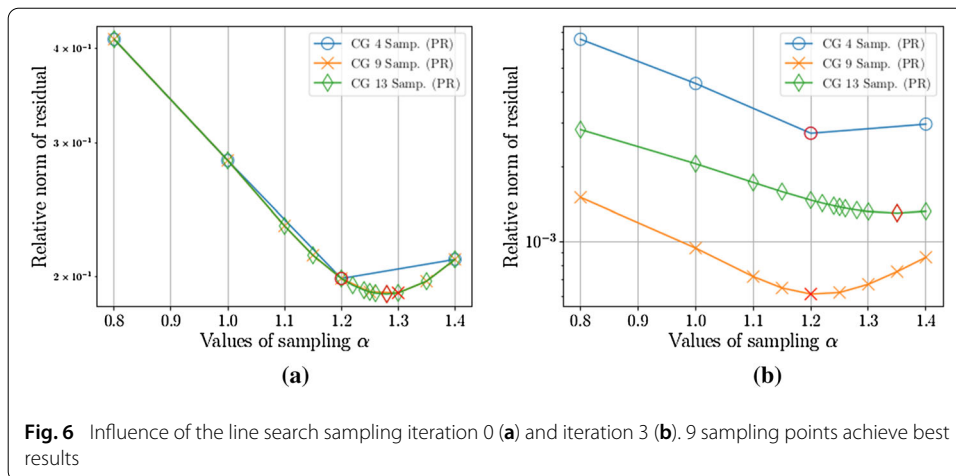 4 × 10⁻¹
3 × 10⁻¹
2 × 10⁻¹
Relative norm of residual
CG 4 Samp. (PR)
CG 9 Samp. (PR)
CG 13 Samp. (PR)
0.8 0.9 1.0 1.1 1.2 1.3 1.4
Values of sampling α
(a)
10⁻³
Relative norm of residual
CG 4 Samp. (PR)
CG 9 Samp. (PR)
CG 13 Samp. (PR)
0.8 0.9 1.0 1.1 1.2 1.3 1.4
Values of sampling α
(b)
Fig. 6 Influence of the line search sampling iteration 0 (a) and iteration 3 (b). 9 sampling points achieve best
results